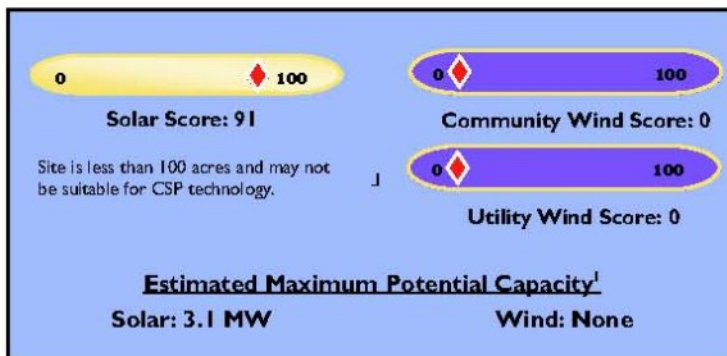 0 100
Solar Score: 91
Site is less than 100 acres and may not
be suitable for CSP technology.
0 100
Community Wind Score: 0
0 100
Utility Wind Score: 0
Estimated Maximum Potential Capacity¹
Solar: 3.1 MW
Wind: None